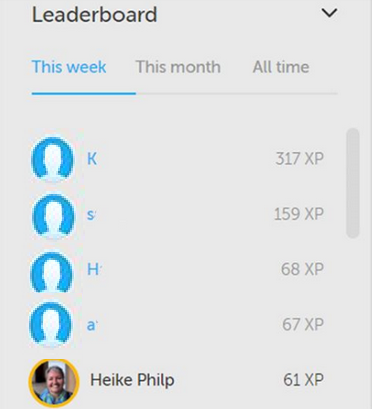 Leaderboard
This week This month All time
K 317 XP
s 159 XP
H 68 XP
a 67 XP
Heike Philp 61 XP